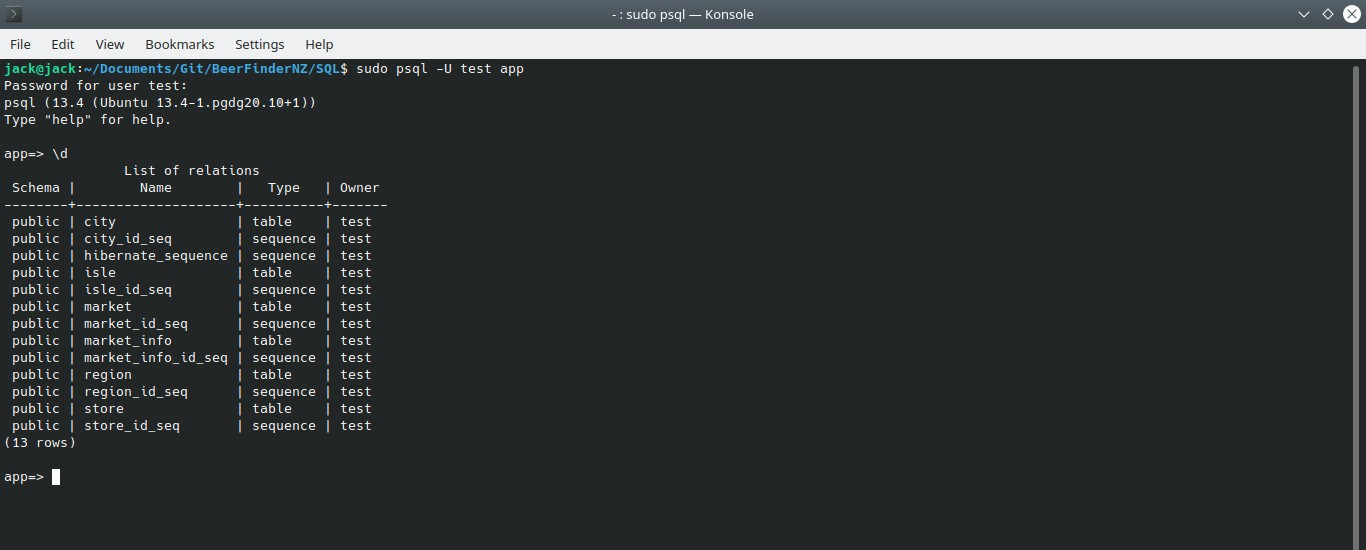 - : sudo psql — Konsole
File Edit View Bookmarks Settings Help
jack@jack:~/Documents/Git/BeerFinderNZ/SQL$ sudo psql -U test app
Password for user test:
psql (13.4 (Ubuntu 13.4-1.pgdg20.10+1))
Type "help" for help.

app=> \d
               List of relations
 Schema |        Name        |   Type   | Owner
--------+--------------------+----------+-------
 public | city               | table    | test
 public | city_id_seq        | sequence | test
 public | hibernate_sequence | sequence | test
 public | isle               | table    | test
 public | isle_id_seq        | sequence | test
 public | market             | table    | test
 public | market_id_seq      | sequence | test
 public | market_info        | table    | test
 public | market_info_id_seq | sequence | test
 public | region             | table    | test
 public | region_id_seq      | sequence | test
 public | store              | table    | test
 public | store_id_seq       | sequence | test
(13 rows)

app=>